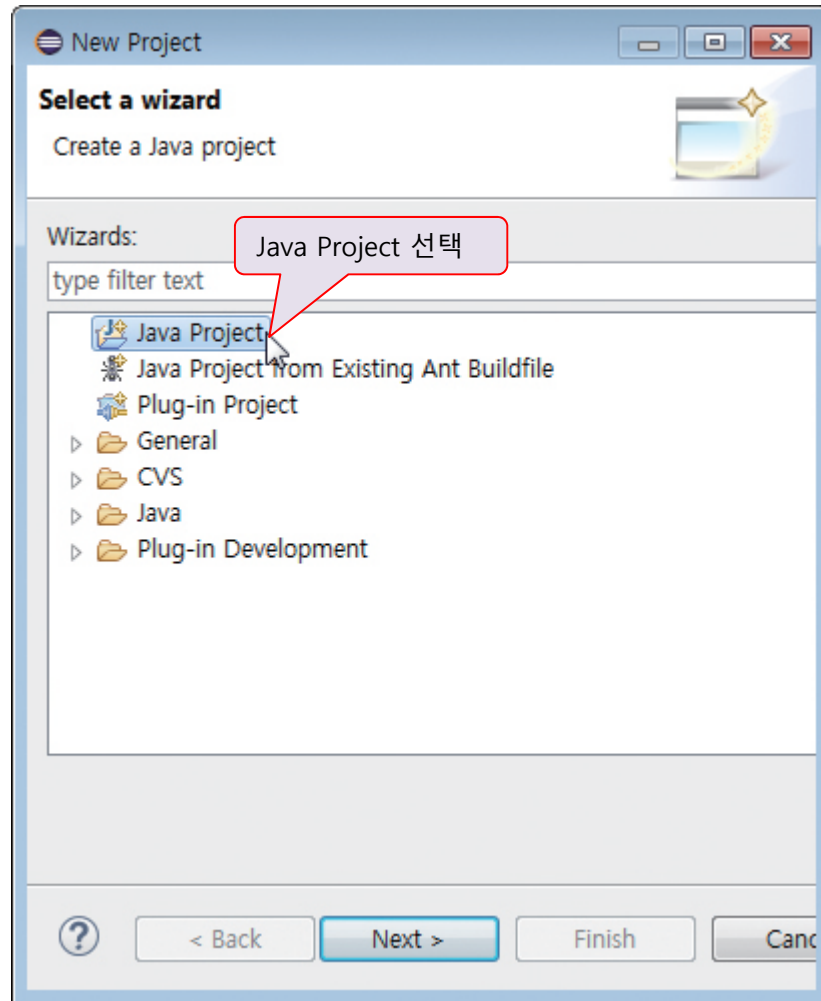 New Project
Select a wizard
Create a Java project
Wizards:
Java Project 선택
type filter text
Java Project
Java Project from Existing Ant Buildfile
Plug-in Project
General
CVS
Java
Plug-in Development
? < Back Next > Finish Canc